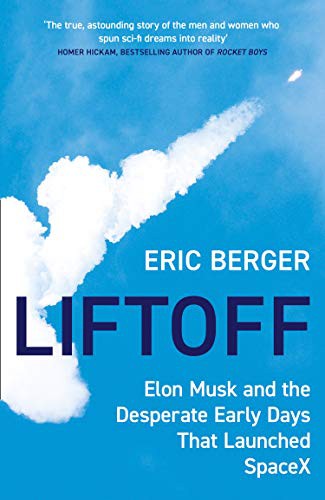 ‘The true, astounding story of the men and women who
spun sci-fi dreams into reality’
HOMER HICKAM, BESTSELLING AUTHOR OF ROCKET BOYS
ERIC BERGER
LIFTOFF
Elon Musk and the
Desperate Early Days
That Launched
SpaceX